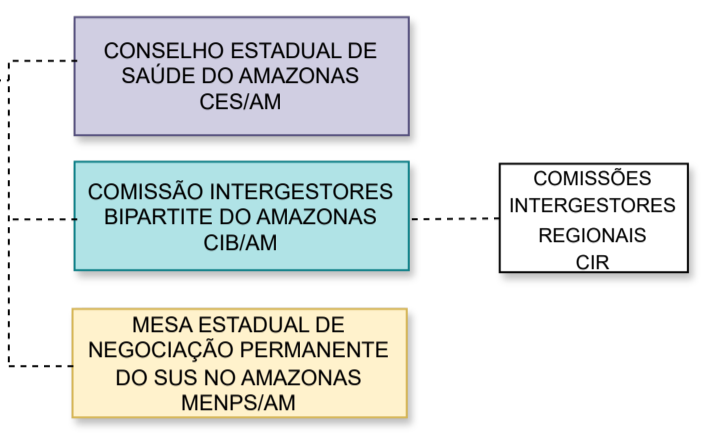 CONSELHO ESTADUAL DE
SAÚDE DO AMAZONAS
CES/AM
COMISSÃO INTERGESTORES
BIPARTITE DO AMAZONAS
CIB/AM
COMISSÕES
INTERGESTORES
REGIONAIS
CIR
MESA ESTADUAL DE
NEGOCIAÇÃO PERMANENTE
DO SUS NO AMAZONAS
MENPS/AM